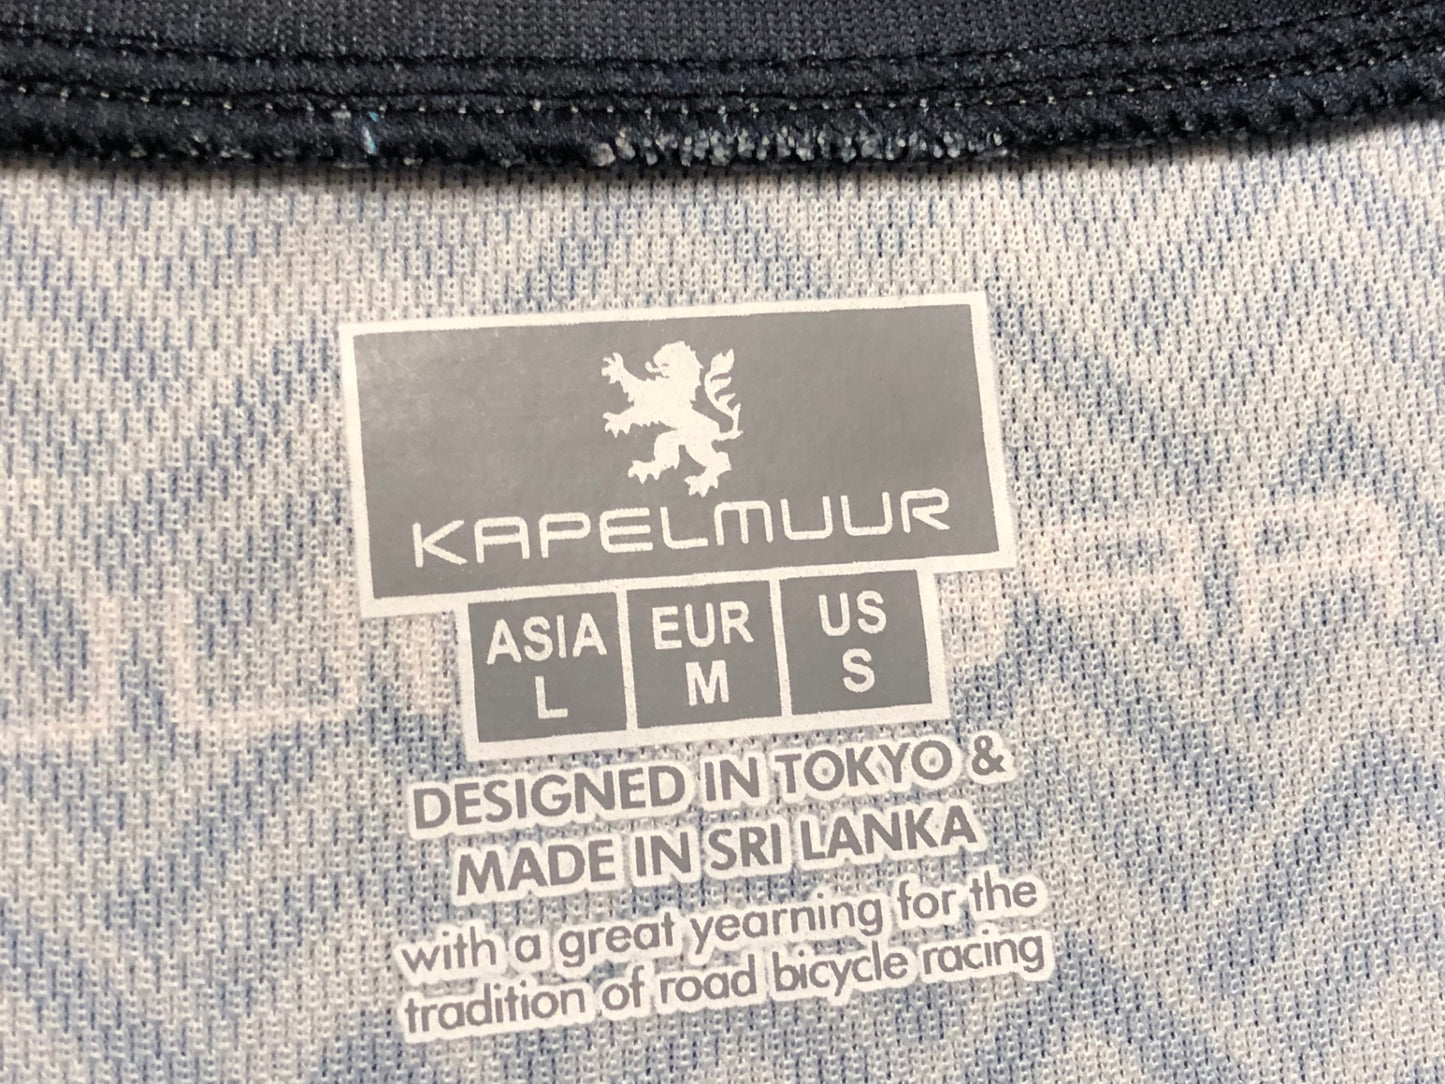 KAPELMUUR
ASIA EUR US
L M S
DESIGNED IN TOKYO &
MADE IN SRI LANKA
with a great yearning for the
tradition of road bicycle racing